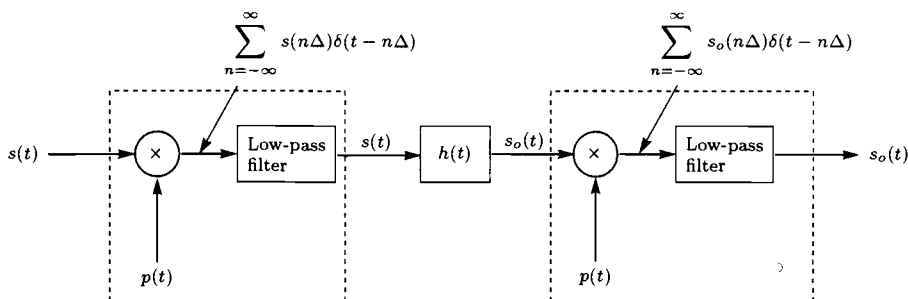 ∞ ∞
∑ s(nΔ)δ(t − nΔ) ∑ s_o(nΔ)δ(t − nΔ)
n=−∞ n=−∞
s(t) × Low-pass filter s(t) h(t) s_o(t) × Low-pass filter s_o(t)
p(t) p(t)